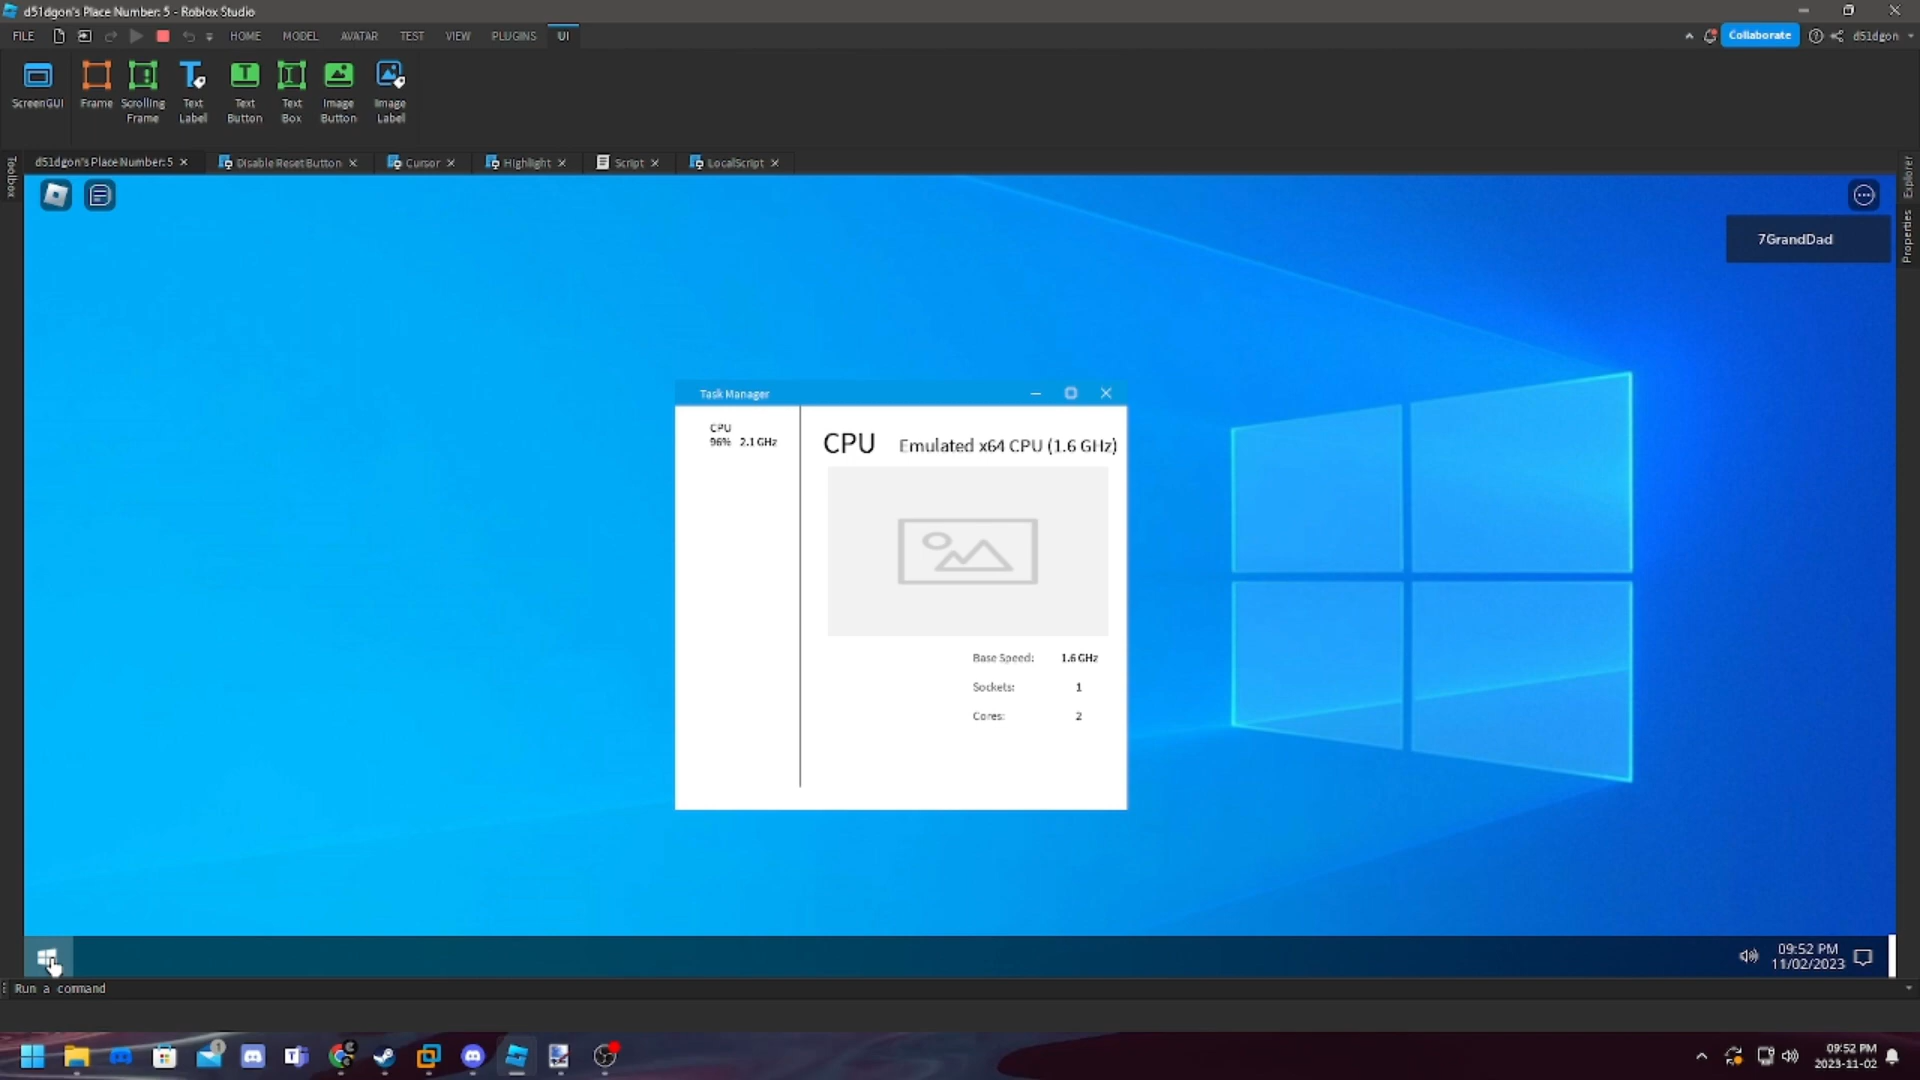 d51dgon's Place Number: 5 - Roblox Studio
FILE HOME MODEL AVATAR TEST VIEW PLUGINS UI Collaborate d51dgon
ScreenGUI Frame Scrolling Frame Text Label Text Button Text Box Image Button Image Label
Toolbox d51dgon's Place Number: 5 Disable Reset Button Cursor Highlight Script LocalScript Explorer
Properties
7GrandDad
Task Manager
CPU
96% 2.1 GHz
CPU Emulated x64 CPU (1.6 GHz)
Base Speed: 1.6 GHz
Sockets: 1
Cores: 2
09:52 PM
11/02/2023
Run a command
1
09:52 PM
2023-11-02